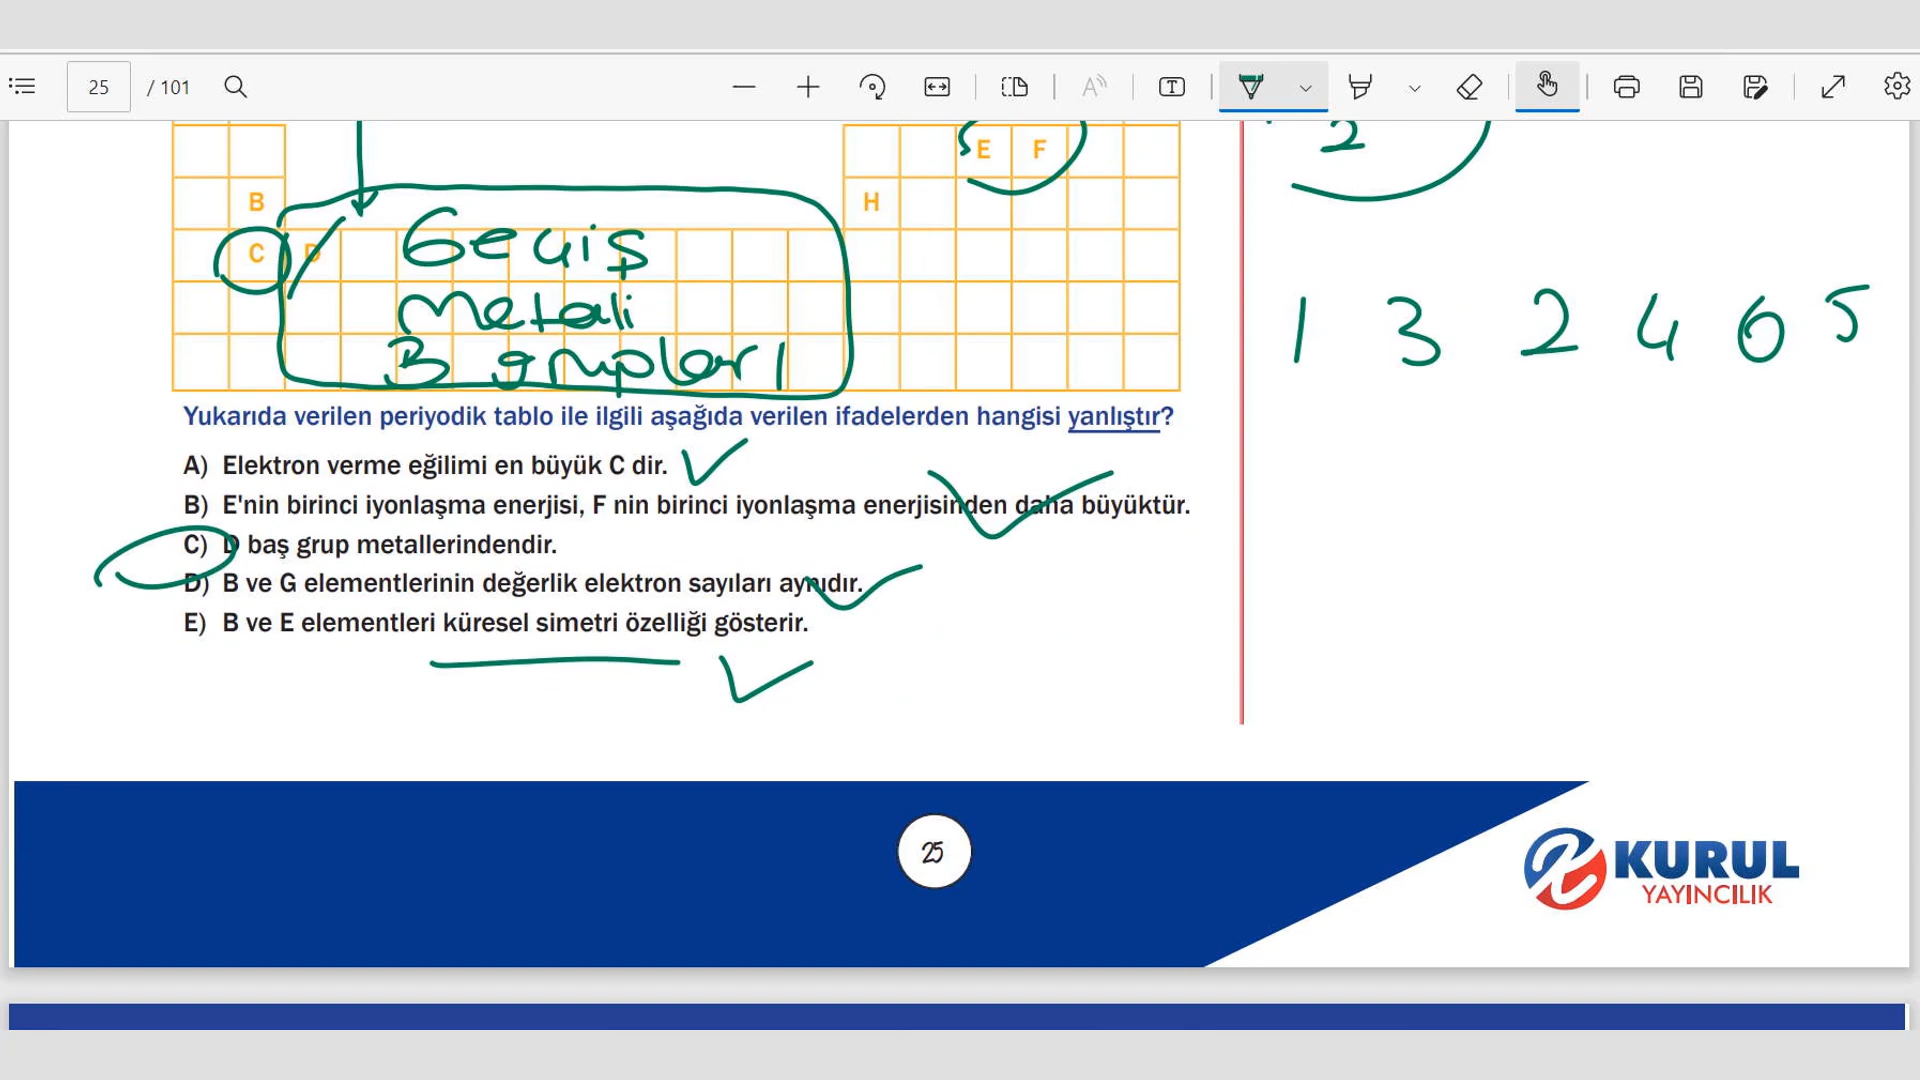 25 / 101
2
E F
B H
C D Geçiş
metali
B grupları
1 3 2 4 6 5
Yukarıda verilen periyodik tablo ile ilgili aşağıda verilen ifadelerden hangisi yanlıştır?
A) Elektron verme eğilimi en büyük C dir.
B) E'nin birinci iyonlaşma enerjisi, F nin birinci iyonlaşma enerjisinden daha büyüktür.
C) D baş grup metallerindendir.
D) B ve G elementlerinin değerlik elektron sayıları aynıdır.
E) B ve E elementleri küresel simetri özelliği gösterir.
25
KURUL
YAYINCILIK